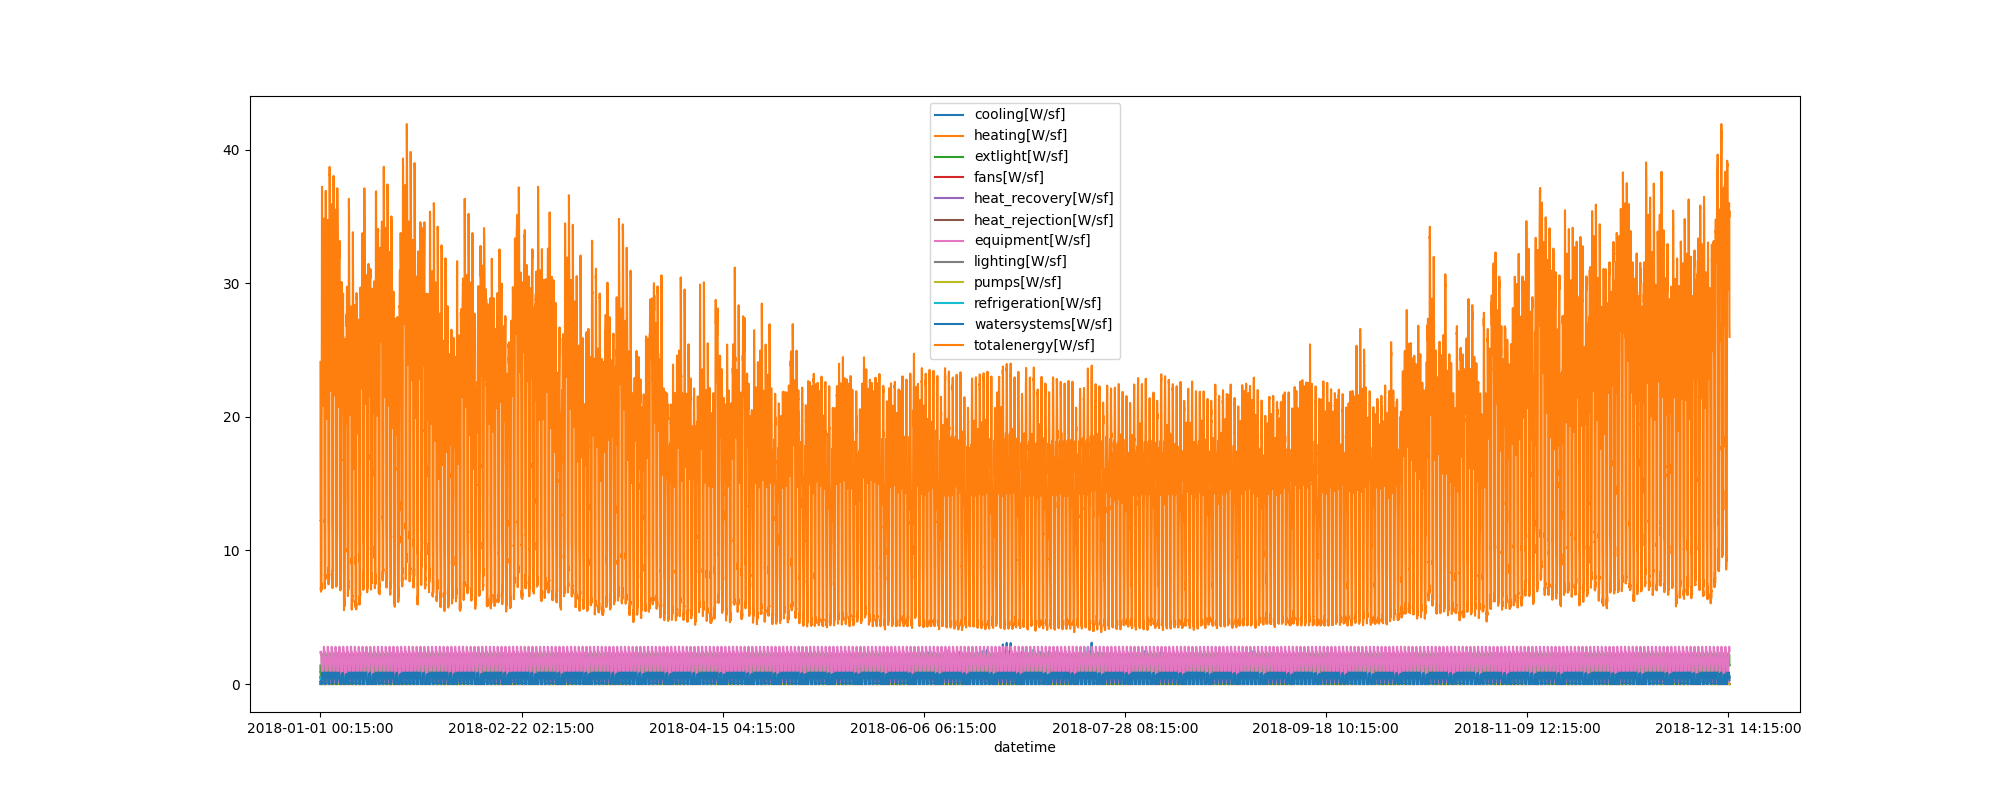 cooling[W/sf]
heating[W/sf]
extlight[W/sf]
fans[W/sf]
heat_recovery[W/sf]
heat_rejection[W/sf]
equipment[W/sf]
lighting[W/sf]
pumps[W/sf]
refrigeration[W/sf]
watersystems[W/sf]
totalenergy[W/sf]
40
30
20
10
0
2018-01-01 00:15:00 2018-02-22 02:15:00 2018-04-15 04:15:00 2018-06-06 06:15:00 2018-07-28 08:15:00 2018-09-18 10:15:00 2018-11-09 12:15:00 2018-12-31 14:15:00
datetime